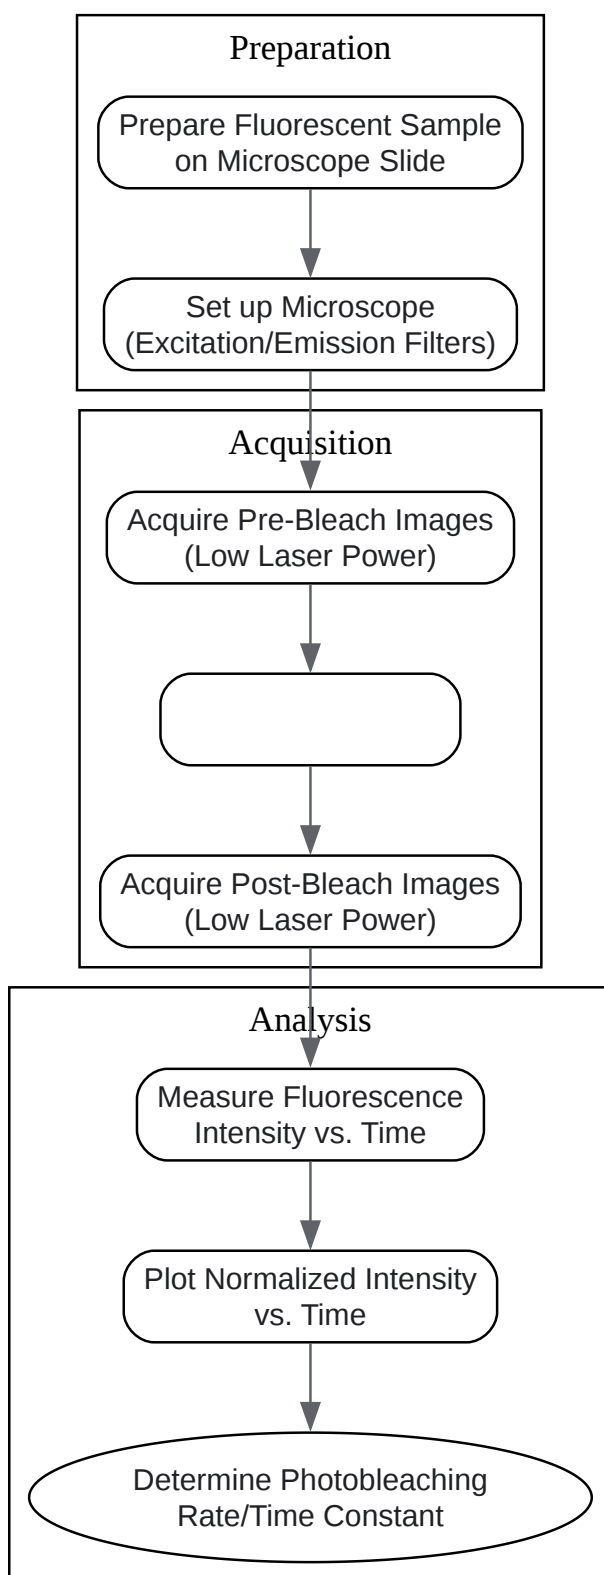 Preparation
Prepare Fluorescent Sample
on Microscope Slide
Set up Microscope
(Excitation/Emission Filters)
Acquisition
Acquire Pre-Bleach Images
(Low Laser Power)
Acquire Post-Bleach Images
(Low Laser Power)
Analysis
Measure Fluorescence
Intensity vs. Time
Plot Normalized Intensity
vs. Time
Determine Photobleaching
Rate/Time Constant